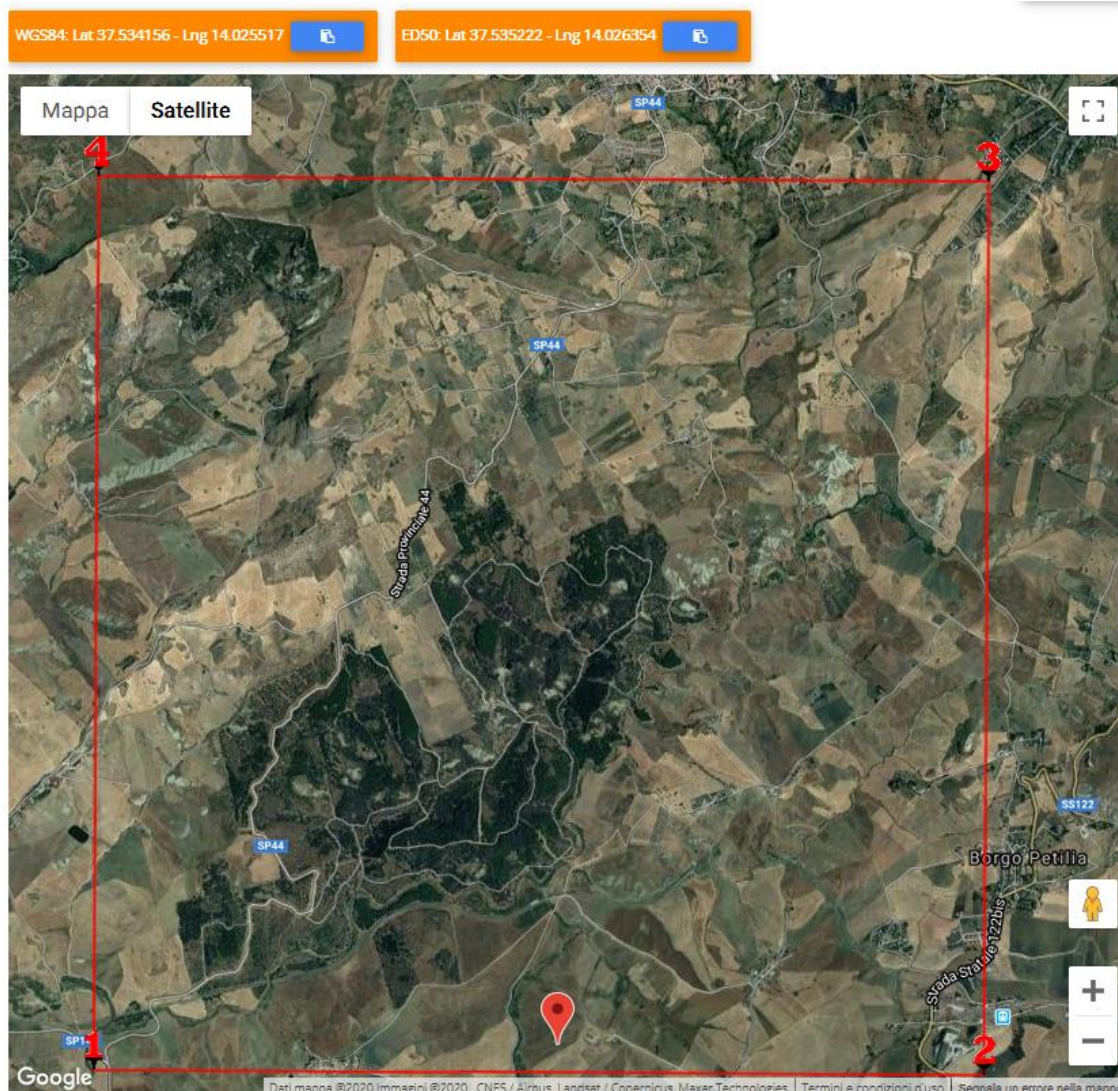 WGS84: Lat 37.534156 - Lng 14.025517
ED50: Lat 37.535222 - Lng 14.026354
Mappa Satellite
SP44
4
3
SP44
Strada Provinciale 44
SS122
SP44
Borgo Petilia
Strada Statale 122bis
1
2
Google
Dati mappa ©2020 Immagini ©2020 , CNES / Airbus, Landsat / Copernicus, Maxar Technologies Termini e condizioni d'uso Segnala un errore nella